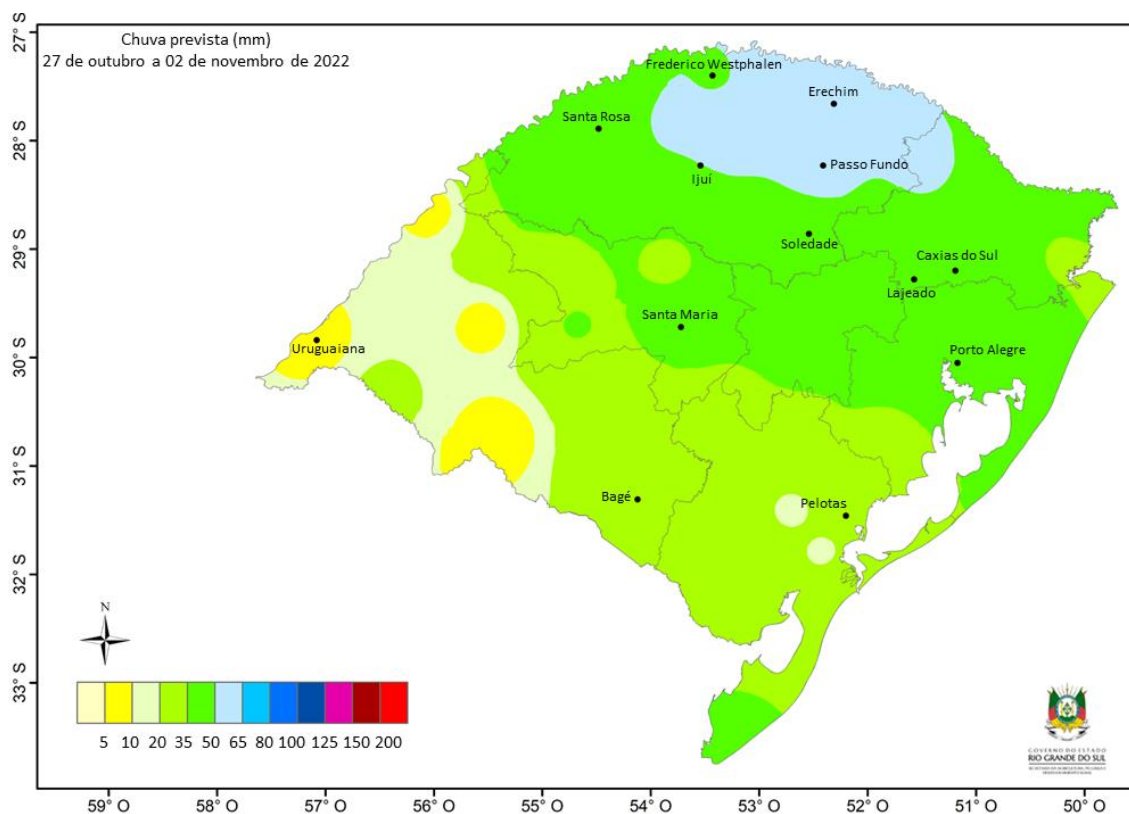 Chuva prevista (mm)
27 de outubro a 02 de novembro de 2022
27° S
28° S
29° S
30° S
31° S
32° S
33° S
Frederico Westphalen
Erechim
Santa Rosa
Passo Fundo
Ijuí
Soledade
Caxias do Sul
Lajeado
Santa Maria
Uruguaiana
Porto Alegre
Bagé
Pelotas
N
5 10 20 35 50 65 80 100 125 150 200
GOVERNO DO ESTADO
RIO GRANDE DO SUL
59° O 58° O 57° O 56° O 55° O 54° O 53° O 52° O 51° O 50° O